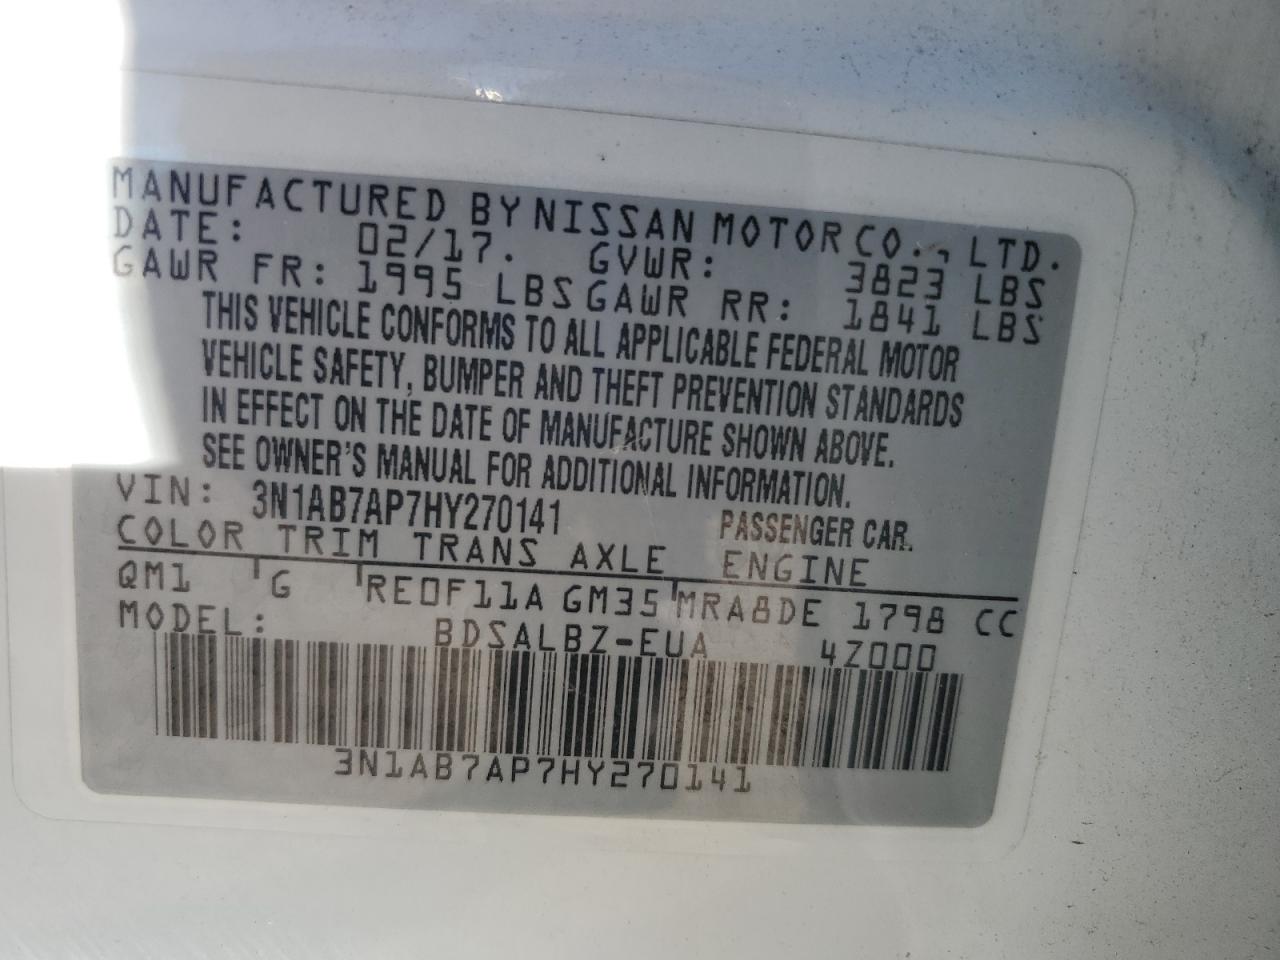 MANUFACTURED BY NISSAN MOTOR CO., LTD.
DATE: 02/17. GVWR: 3823 LBS
GAWR FR: 1995 LBS GAWR RR: 1841 LBS
THIS VEHICLE CONFORMS TO ALL APPLICABLE FEDERAL MOTOR
VEHICLE SAFETY, BUMPER AND THEFT PREVENTION STANDARDS
IN EFFECT ON THE DATE OF MANUFACTURE SHOWN ABOVE.
SEE OWNER'S MANUAL FOR ADDITIONAL INFORMATION.
VIN: 3N1AB7AP7HY270141 PASSENGER CAR.
COLOR TRIM TRANS AXLE ENGINE
QM1 G RE0F11A GM35 MRA8DE 1798 CC
MODEL: BDSALBZ-EUA 4Z000
3N1AB7AP7HY270141